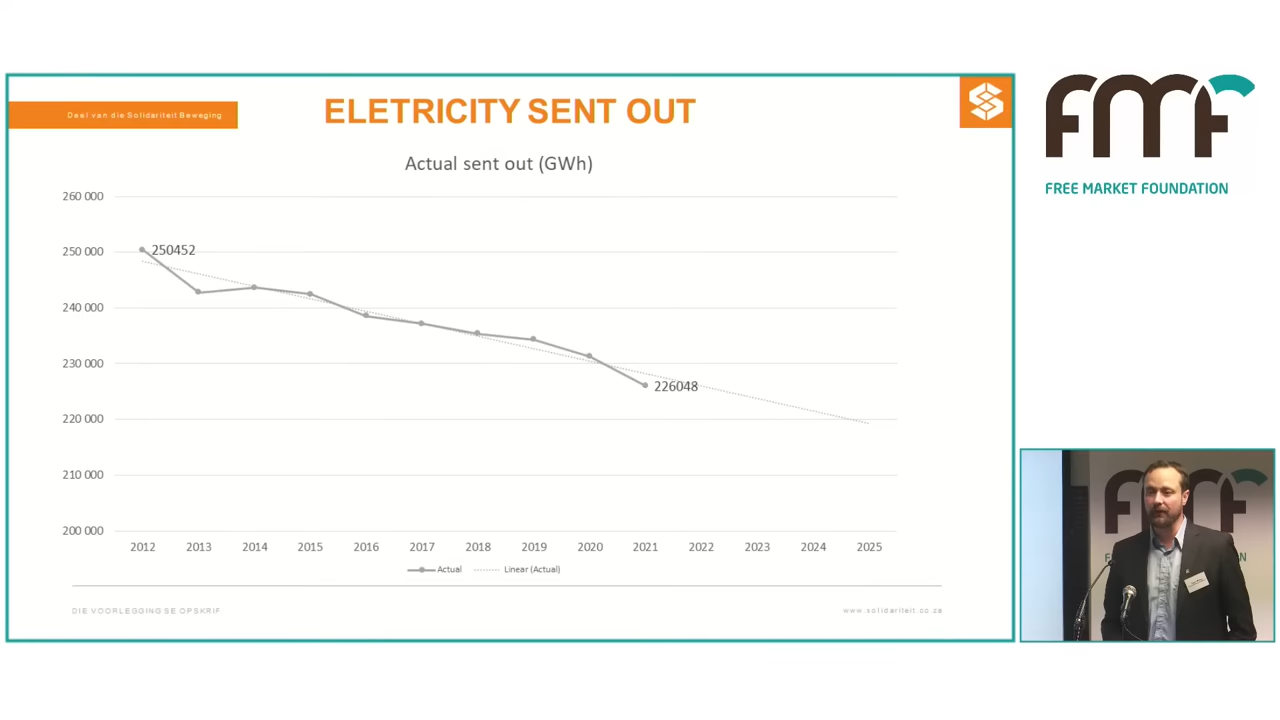 Deel van die Solidariteit Beweging
ELETRICITY SENT OUT
Actual sent out (GWh)
260 000
250 000
240 000
230 000
220 000
210 000
200 000
250452
226048
2012 2013 2014 2015 2016 2017 2018 2019 2020 2021 2022 2023 2024 2025
Actual Linear (Actual)
DIE VOORLEGGING SE OPSKRIF
www.solidariteit.co.za
fmf
FREE MARKET FOUNDATION